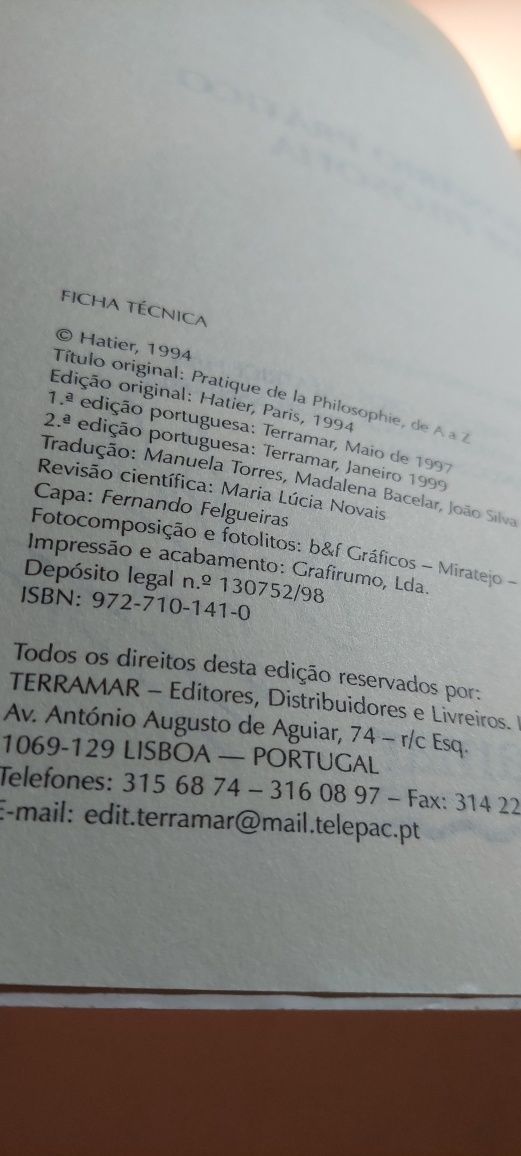 FICHA TÉCNICA
© Hatier, 1994
Título original: Pratique de la Philosophie, de A a Z
Edição original: Hatier, Paris, 1994
1.ª edição portuguesa: Terramar, Maio de 1997
2.ª edição portuguesa: Terramar, Janeiro 1999
Tradução: Manuela Torres, Madalena Bacelar, João Silva
Revisão científica: Maria Lúcia Novais
Capa: Fernando Felgueiras
Fotocomposição e fotolitos: b&f Gráficos – Miratejo –
Impressão e acabamento: Grafirumo, Lda.
Depósito legal n.º 130752/98
ISBN: 972-710-141-0
Todos os direitos desta edição reservados por:
TERRAMAR – Editores, Distribuidores e Livreiros.
Av. António Augusto de Aguiar, 74 – r/c Esq.
1069-129 LISBOA — PORTUGAL
Telefones: 315 68 74 – 316 08 97 – Fax: 314 22
E-mail: edit.terramar@mail.telepac.pt